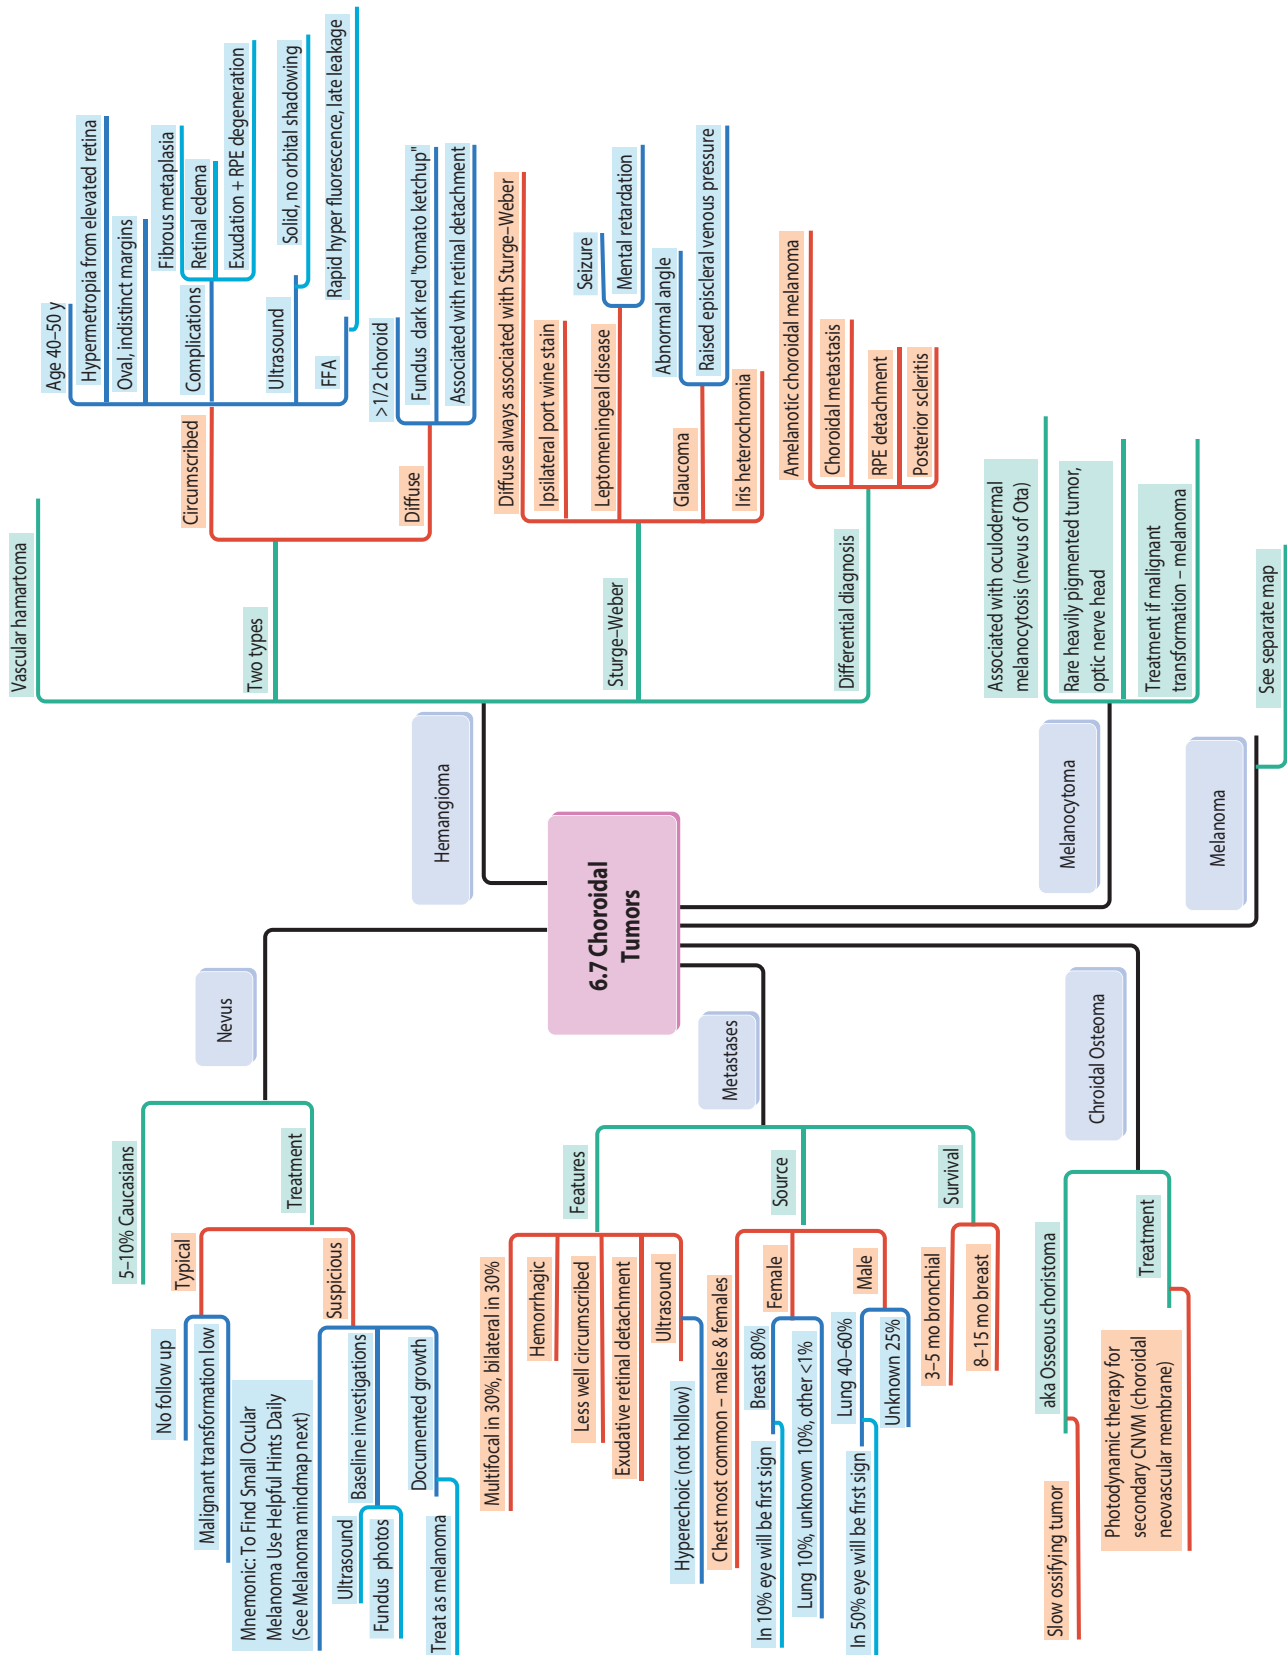 6.7 Choroidal
Tumors
Nevus
5–10% Caucasians
Treatment
Typical
No follow up
Malignant transformation low
Suspicious
Mnemonic: To Find Small Ocular
Melanoma Use Helpful Hints Daily
(See Melanoma mindmap next)
Baseline investigations
Ultrasound
Fundus photos
Documented growth
Treat as melanoma
Metastases
Features
Multifocal in 30%, bilateral in 30%
Hemorrhagic
Less well circumscribed
Exudative retinal detachment
Ultrasound
Hyperechoic (not hollow)
Source
Chest most common – males & females
Female
Breast 80%
In 10% eye will be first sign
Lung 10%, unknown 10%, other <1%
Male
Lung 40–60%
In 50% eye will be first sign
Unknown 25%
Survival
3–5 mo bronchial
8–15 mo breast
Chroidal Osteoma
aka Osseous choristoma
Slow ossifying tumor
Treatment
Photodynamic therapy for
secondary CNVM (choroidal
neovascular membrane)
Hemangioma
Vascular hamartoma
Two types
Circumscribed
Age 40–50 y
Hypermetropia from elevated retina
Oval, indistinct margins
Complications
Fibrous metaplasia
Retinal edema
Exudation + RPE degeneration
Ultrasound
Solid, no orbital shadowing
FFA
Rapid hyper fluorescence, late leakage
Diffuse
>1/2 choroid
Fundus dark red "tomato ketchup"
Associated with retinal detachment
Sturge–Weber
Diffuse always associated with Sturge–Weber
Ipsilateral port wine stain
Leptomeningeal disease
Seizure
Mental retardation
Glaucoma
Abnormal angle
Raised episcleral venous pressure
Iris heterochromia
Differential diagnosis
Amelanotic choroidal melanoma
Choroidal metastasis
RPE detachment
Posterior scleritis
Melanocytoma
Associated with oculodermal
melanocytosis (nevus of Ota)
Rare heavily pigmented tumor,
optic nerve head
Treatment if malignant
transformation – melanoma
Melanoma
See separate map